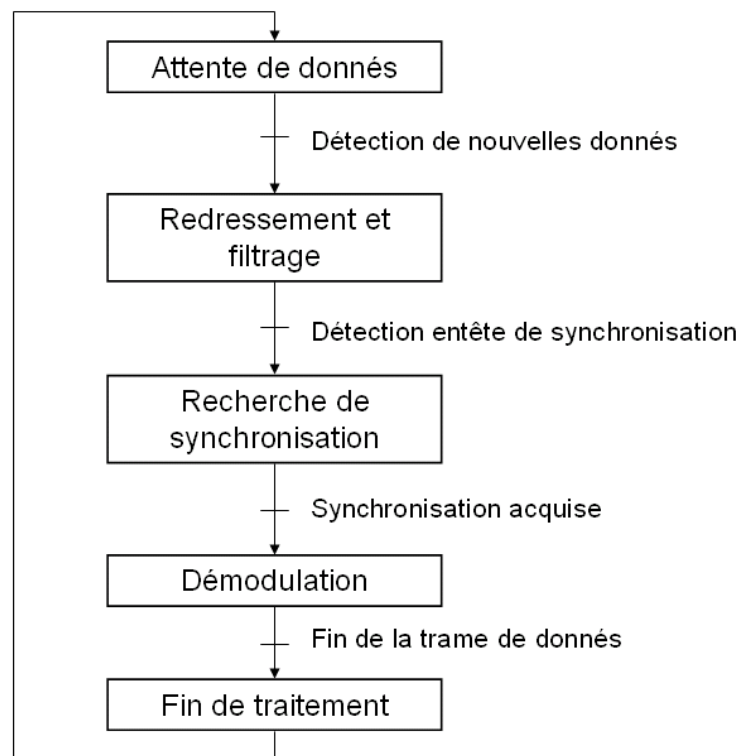 Attente de donnés
Détection de nouvelles donnés
Redressement et
filtrage
Détection entête de synchronisation
Recherche de
synchronisation
Synchronisation acquise
Démodulation
Fin de la trame de donnés
Fin de traitement